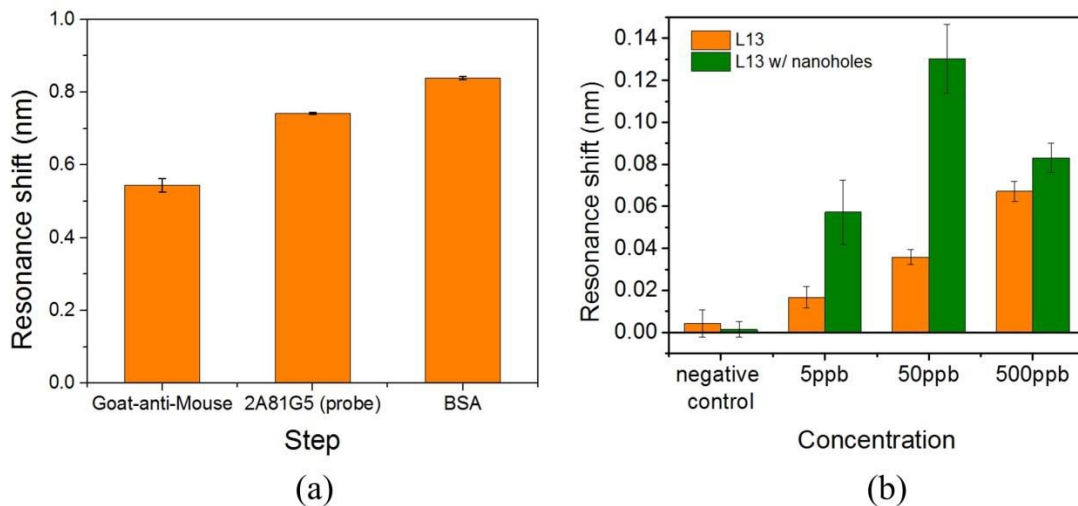 1.0
0.8
0.6
0.4
0.2
0.0
Resonance shift (nm)
Goat-anti-Mouse 2A81G5 (probe) BSA
Step
(a)
L13
L13 w/ nanoholes
0.14
0.12
0.10
0.08
0.06
0.04
0.02
0.00
Resonance shift (nm)
negative control 5ppb 50ppb 500ppb
Concentration
(b)